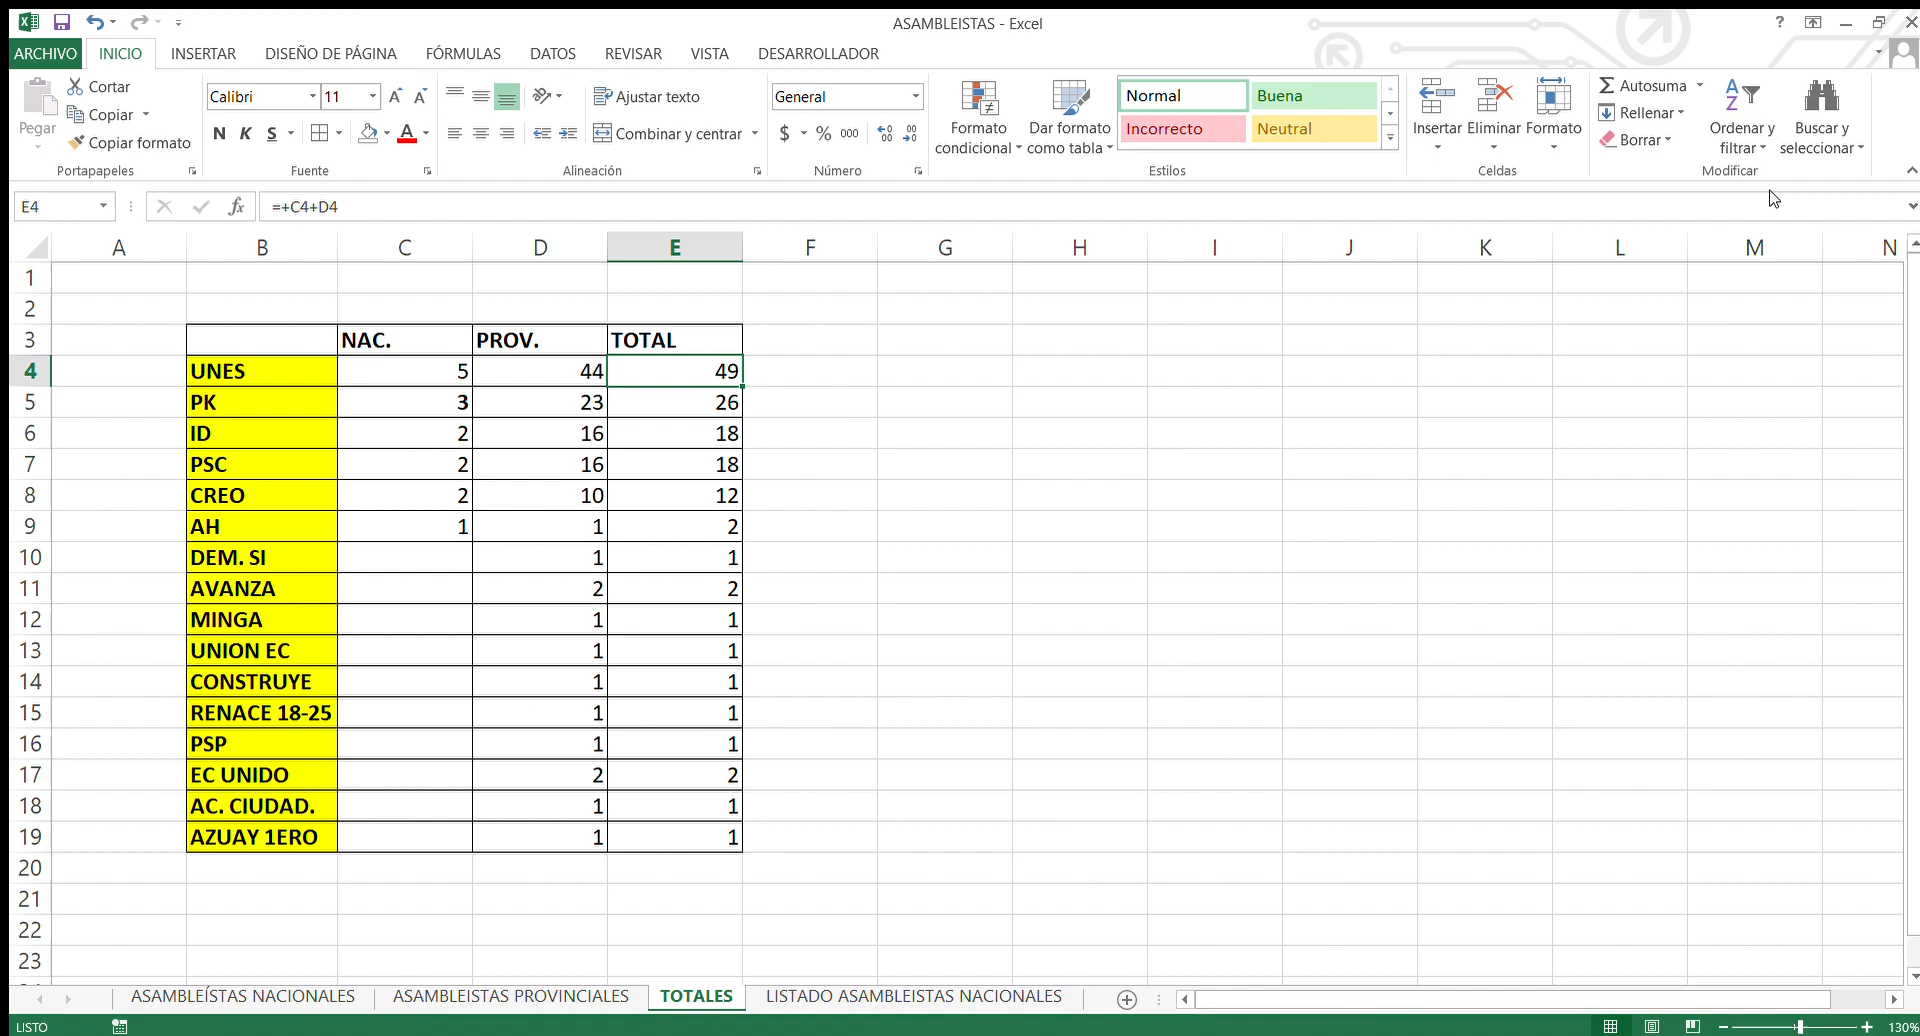 ASAMBLEISTAS - Excel
ARCHIVO INICIO INSERTAR DISEÑO DE PÁGINA FÓRMULAS DATOS REVISAR VISTA DESARROLLADOR
Pegar
Cortar
Copiar
Copiar formato
Portapapeles
Calibri 11
N K S A
Fuente
Ajustar texto
Combinar y centrar
Alineación
General
$ % 000
Número
Formato condicional
Dar formato como tabla
Normal Buena
Incorrecto Neutral
Estilos
Insertar Eliminar Formato
Celdas
Autosuma
Rellenar
Borrar
Ordenar y filtrar
Buscar y seleccionar
Modificar
E4 fx =+C4+D4
A B C D E F G H I J K L M N
1
2
3 NAC. PROV. TOTAL
4 UNES 5 44 49
5 PK 3 23 26
6 ID 2 16 18
7 PSC 2 16 18
8 CREO 2 10 12
9 AH 1 1 2
10 DEM. SI 1 1
11 AVANZA 2 2
12 MINGA 1 1
13 UNION EC 1 1
14 CONSTRUYE 1 1
15 RENACE 18-25 1 1
16 PSP 1 1
17 EC UNIDO 2 2
18 AC. CIUDAD. 1 1
19 AZUAY 1ERO 1 1
20
21
22
23
ASAMBLEÍSTAS NACIONALES ASAMBLEISTAS PROVINCIALES TOTALES LISTADO ASAMBLEISTAS NACIONALES
LISTO 130%